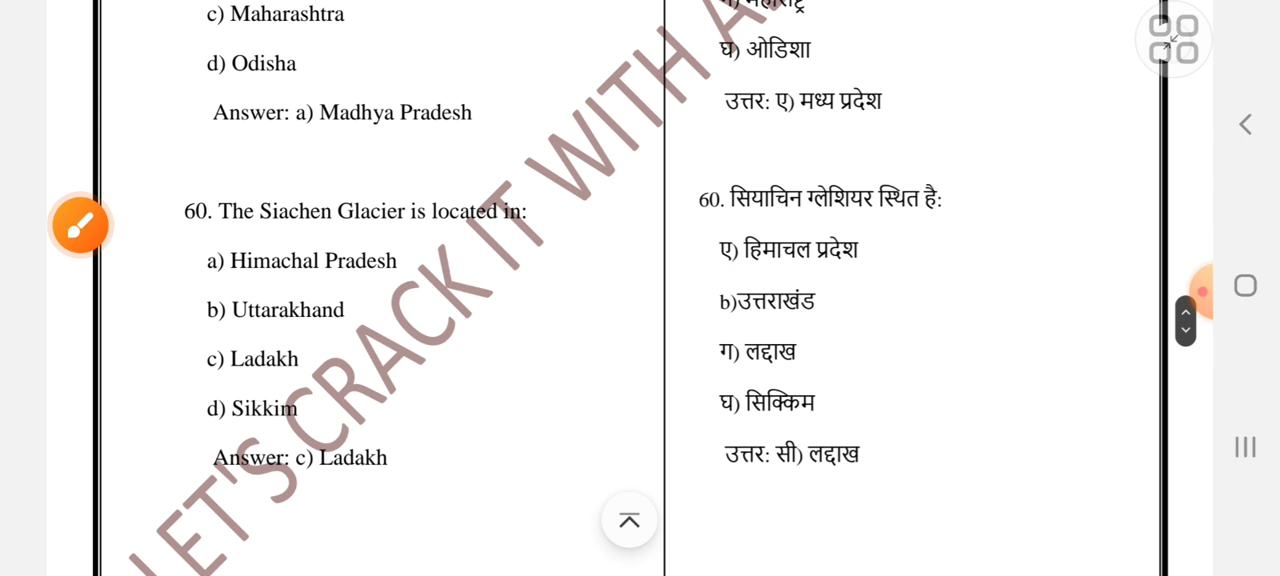 c) Maharashtra
d) Odisha
Answer: a) Madhya Pradesh
60. The Siachen Glacier is located in:
a) Himachal Pradesh
b) Uttarakhand
c) Ladakh
d) Sikkim
Answer: c) Ladakh
ग) महाराष्ट्र
घ) ओडिशा
उत्तर: ए) मध्य प्रदेश
60. सियाचिन ग्लेशियर स्थित है:
ए) हिमाचल प्रदेश
b)उत्तराखंड
ग) लद्दाख
घ) सिक्किम
उत्तर: सी) लद्दाख
LET'S CRACK IT WITH